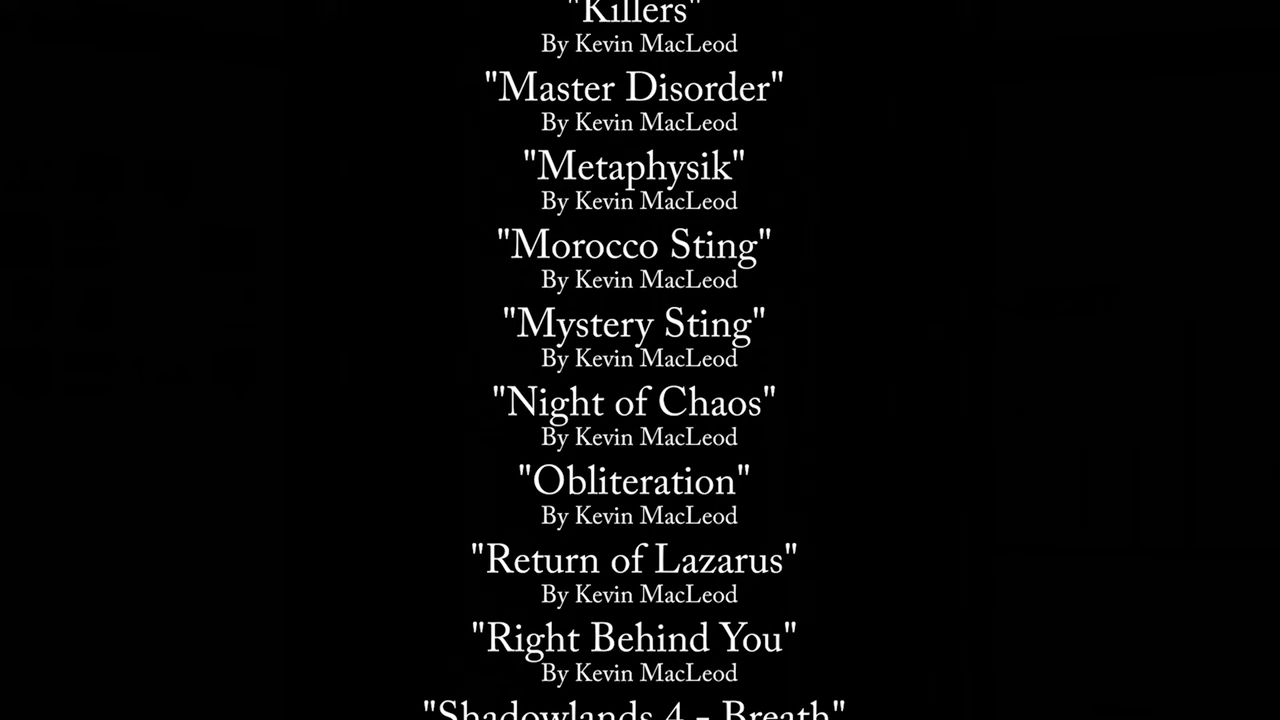 "Killers"
By Kevin MacLeod
"Master Disorder"
By Kevin MacLeod
"Metaphysik"
By Kevin MacLeod
"Morocco Sting"
By Kevin MacLeod
"Mystery Sting"
By Kevin MacLeod
"Night of Chaos"
By Kevin MacLeod
"Obliteration"
By Kevin MacLeod
"Return of Lazarus"
By Kevin MacLeod
"Right Behind You"
By Kevin MacLeod
"Shadowlands 4 - Breath"